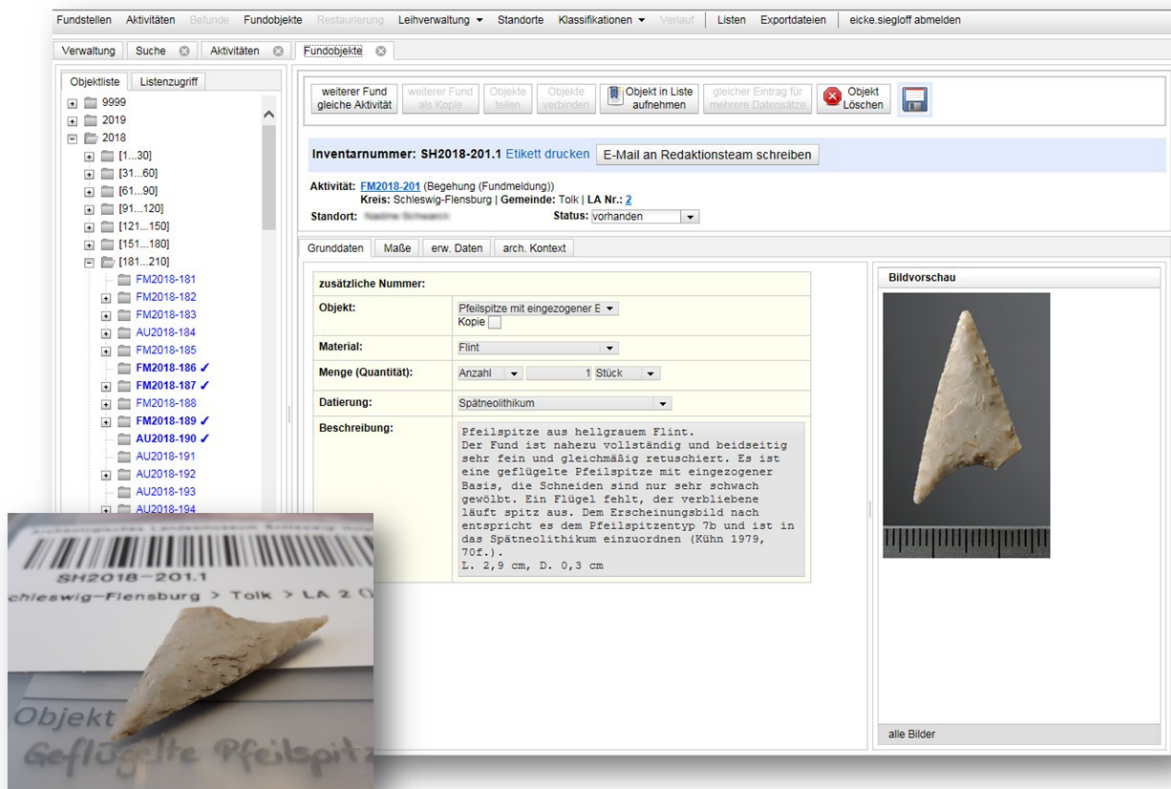 Fundstellen Aktivitäten Befunde Fundobjekte Restaurierung Leihverwaltung Standorte Klassifikationen Verlauf Listen Exportdateien eicke.siegloff abmelden
Verwaltung Suche Aktivitäten Fundobjekte
Objektliste Listenzugriff
9999
2019
2018
[1...30]
[31...60]
[61...90]
[91...120]
[121...150]
[151...180]
[181...210]
FM2018-181
FM2018-182
FM2018-183
AU2018-184
FM2018-185
FM2018-186 ✓
FM2018-187 ✓
FM2018-188
FM2018-189 ✓
AU2018-190 ✓
AU2018-191
AU2018-192
AU2018-193
AU2018-194
weiterer Fund gleiche Aktivität
weiterer Fund als Kopie
Objekte teilen
Objekte verbinden
Objekt in Liste aufnehmen
gleicher Eintrag für mehrere Datensätze
Objekt Löschen
Inventarnummer: SH2018-201.1 Etikett drucken E-Mail an Redaktionsteam schreiben
Aktivität: FM2018-201 (Begehung (Fundmeldung))
Kreis: Schleswig-Flensburg | Gemeinde: Tolk | LA Nr.: 2
Standort: Status: vorhanden
Grunddaten Maße erw. Daten arch. Kontext
zusätzliche Nummer:
Objekt: Pfeilspitze mit eingezogener E
Kopie
Material: Flint
Menge (Quantität): Anzahl 1 Stück
Datierung: Spätneolithikum
Beschreibung:
Pfeilspitze aus hellgrauem Flint.
Der Fund ist nahezu vollständig und beidseitig
sehr fein und gleichmäßig retuschiert. Es ist
eine geflügelte Pfeilspitze mit eingezogener
Basis, die Schneiden sind nur sehr schwach
gewölbt. Ein Flügel fehlt, der verbliebene
läuft spitz aus. Dem Erscheinungsbild nach
entspricht es dem Pfeilspitzentyp 7b und ist in
das Spätneolithikum einzuordnen (Kühn 1979,
70f.).
L. 2,9 cm, D. 0,3 cm
Bildvorschau
alle Bilder
SH2018-201.1
chleswig-Flensburg > Tolk > LA 2 ()
Objekt
Geflügelte Pfeilspitz